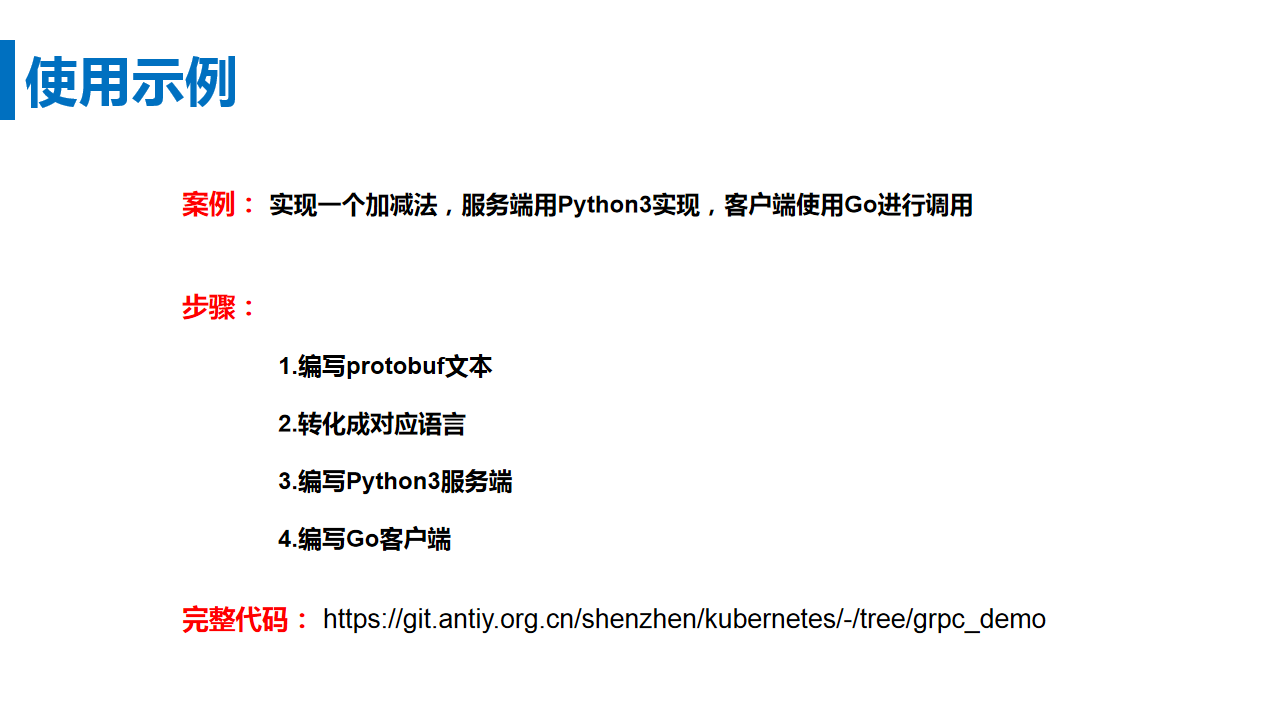 使用示例
案例： 实现一个加减法，服务端用Python3实现，客户端使用Go进行调用
步骤：
1.编写protobuf文本
2.转化成对应语言
3.编写Python3服务端
4.编写Go客户端
完整代码： https://git.antiy.org.cn/shenzhen/kubernetes/-/tree/grpc_demo